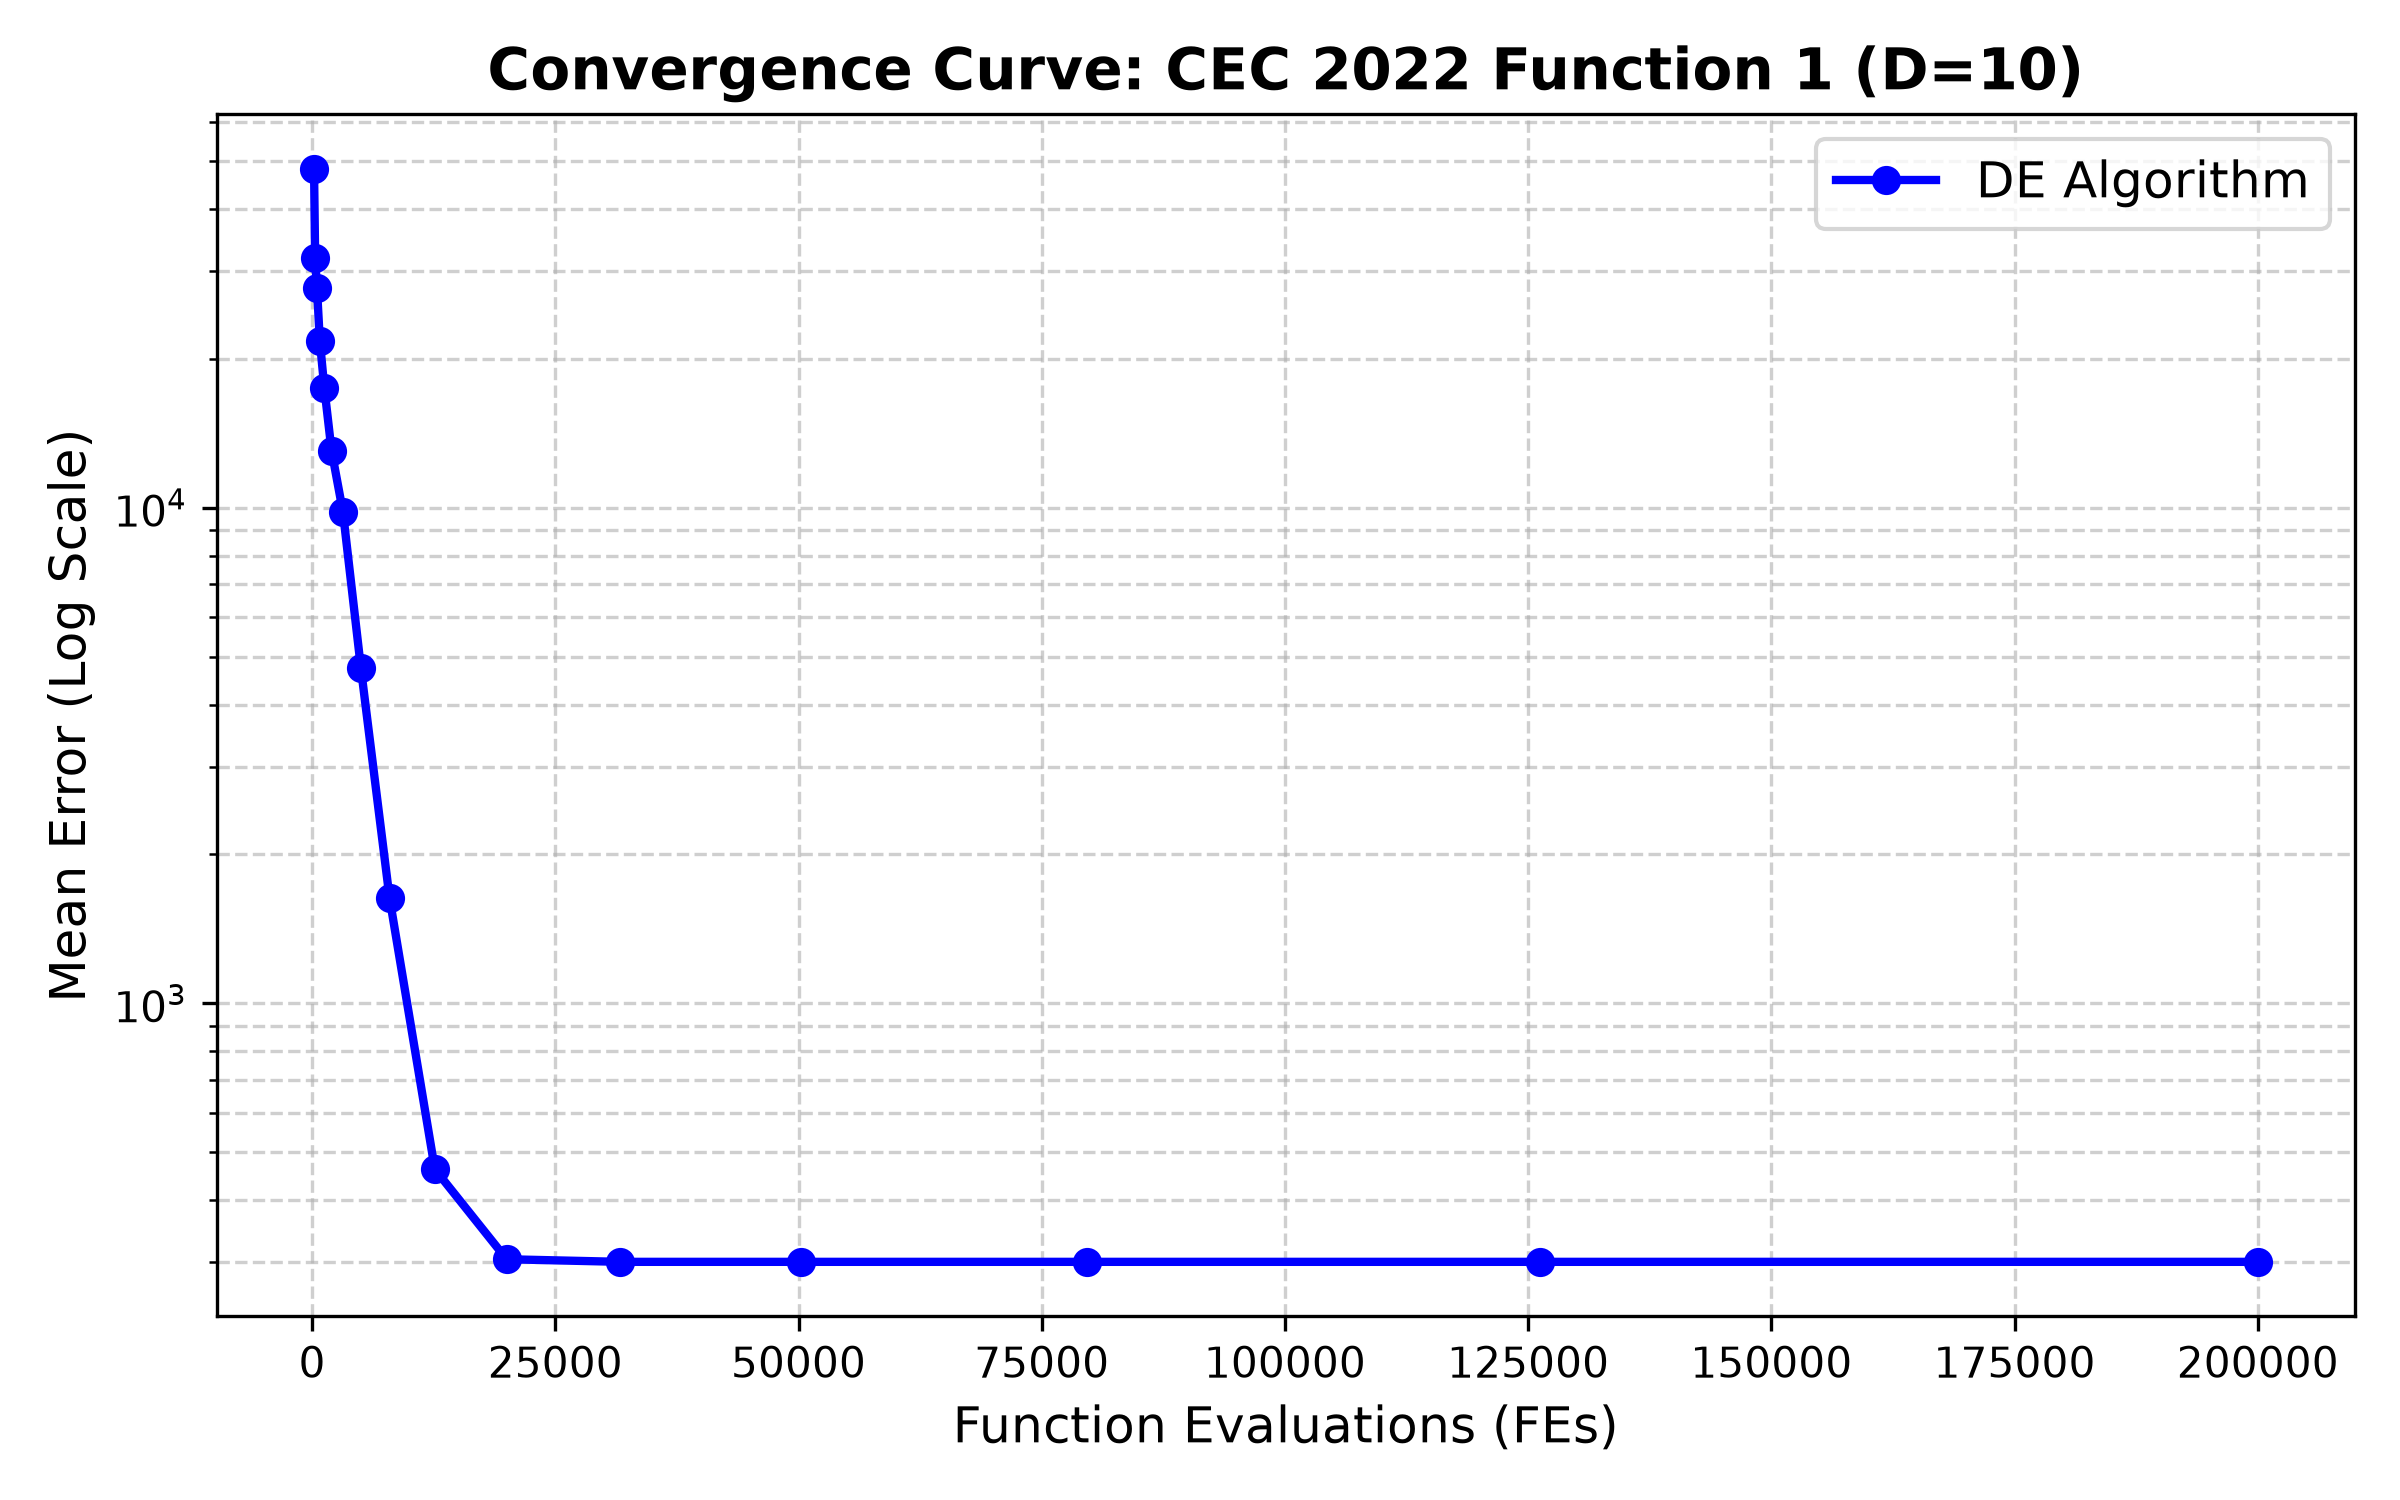 Convergence Curve: CEC 2022 Function 1 (D=10)
DE Algorithm
Mean Error (Log Scale)
10⁴
10³
0 25000 50000 75000 100000 125000 150000 175000 200000
Function Evaluations (FEs)